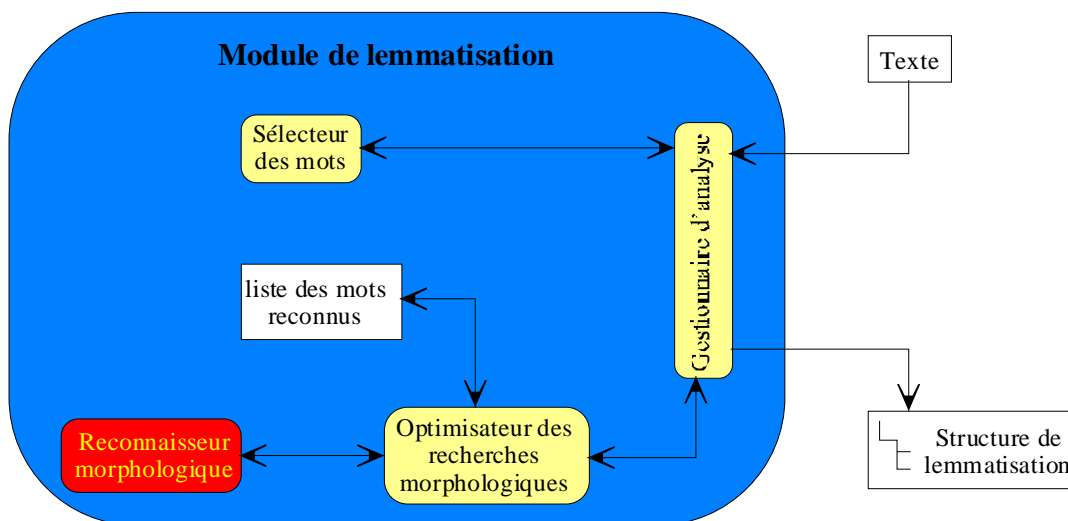 Module de lemmatisation
Texte
Sélecteur
des mots
Gestionnaire d'analyse
liste des mots
reconnus
Reconnaisseur
morphologique
Optimisateur des
recherches
morphologiques
Structure de
lemmatisation